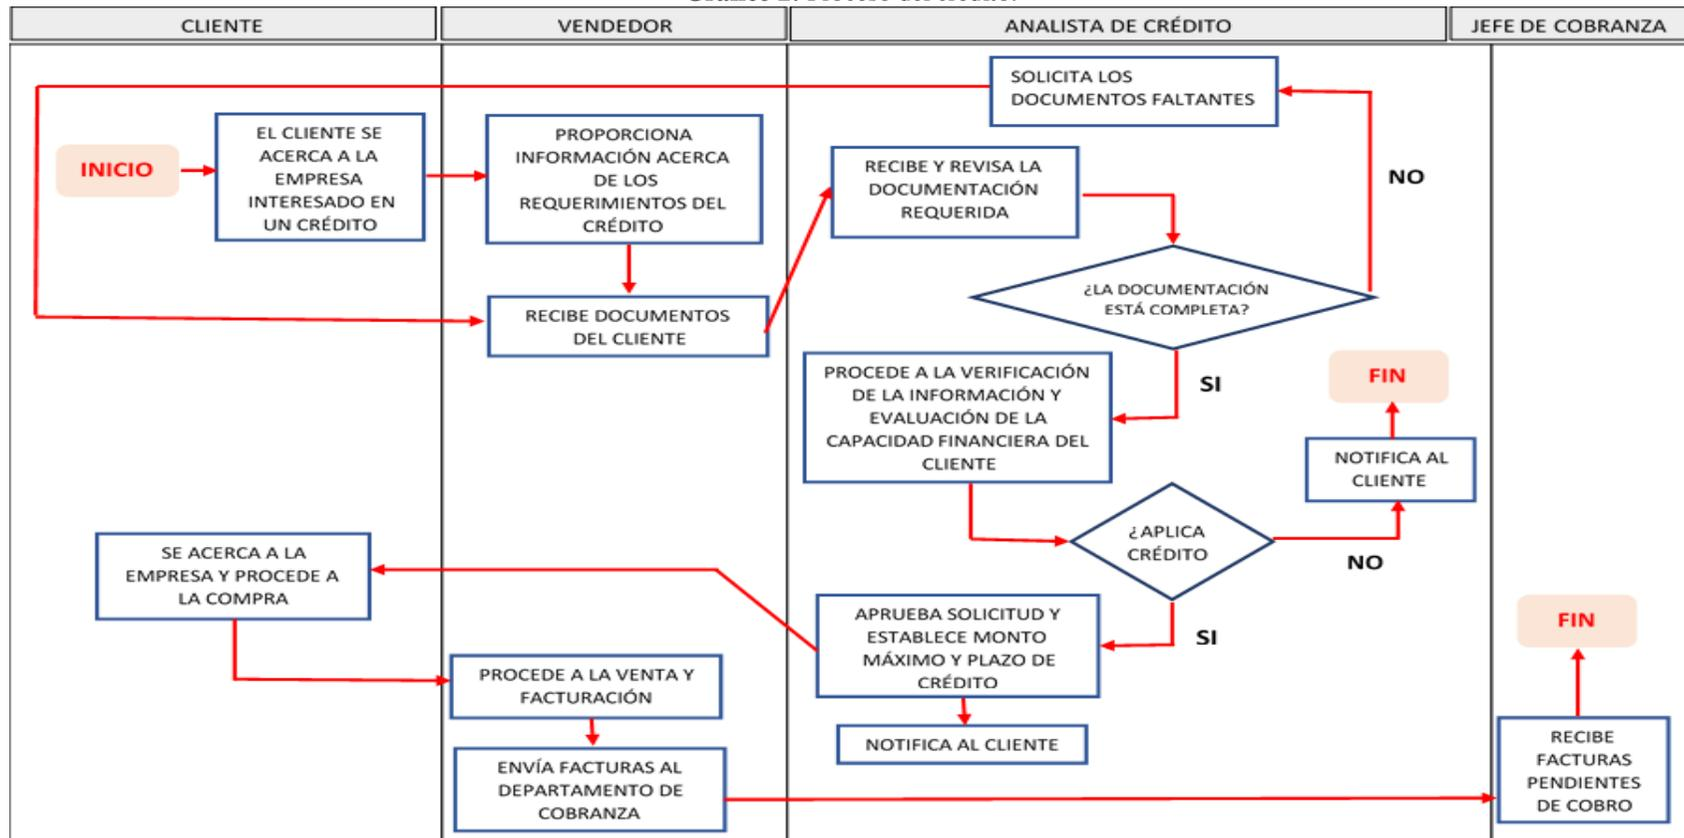 CLIENTE
VENDEDOR
ANALISTA DE CRÉDITO
JEFE DE COBRANZA
INICIO
EL CLIENTE SE
ACERCA A LA
EMPRESA
INTERESADO EN
UN CRÉDITO
PROPORCIONA
INFORMACIÓN ACERCA
DE LOS
REQUERIMIENTOS DEL
CRÉDITO
RECIBE DOCUMENTOS
DEL CLIENTE
SOLICITA LOS
DOCUMENTOS FALTANTES
RECIBE Y REVISA LA
DOCUMENTACIÓN
REQUERIDA
NO
¿LA DOCUMENTACIÓN
ESTÁ COMPLETA?
SI
PROCEDE A LA VERIFICACIÓN
DE LA INFORMACIÓN Y
EVALUACIÓN DE LA
CAPACIDAD FINANCIERA DEL
CLIENTE
FIN
NOTIFICA AL
CLIENTE
¿APLICA
CRÉDITO
NO
SI
APRUEBA SOLICITUD Y
ESTABLECE MONTO
MÁXIMO Y PLAZO DE
CRÉDITO
NOTIFICA AL CLIENTE
SE ACERCA A LA
EMPRESA Y PROCEDE A
LA COMPRA
PROCEDE A LA VENTA Y
FACTURACIÓN
ENVÍA FACTURAS AL
DEPARTAMENTO DE
COBRANZA
FIN
RECIBE
FACTURAS
PENDIENTES
DE COBRO